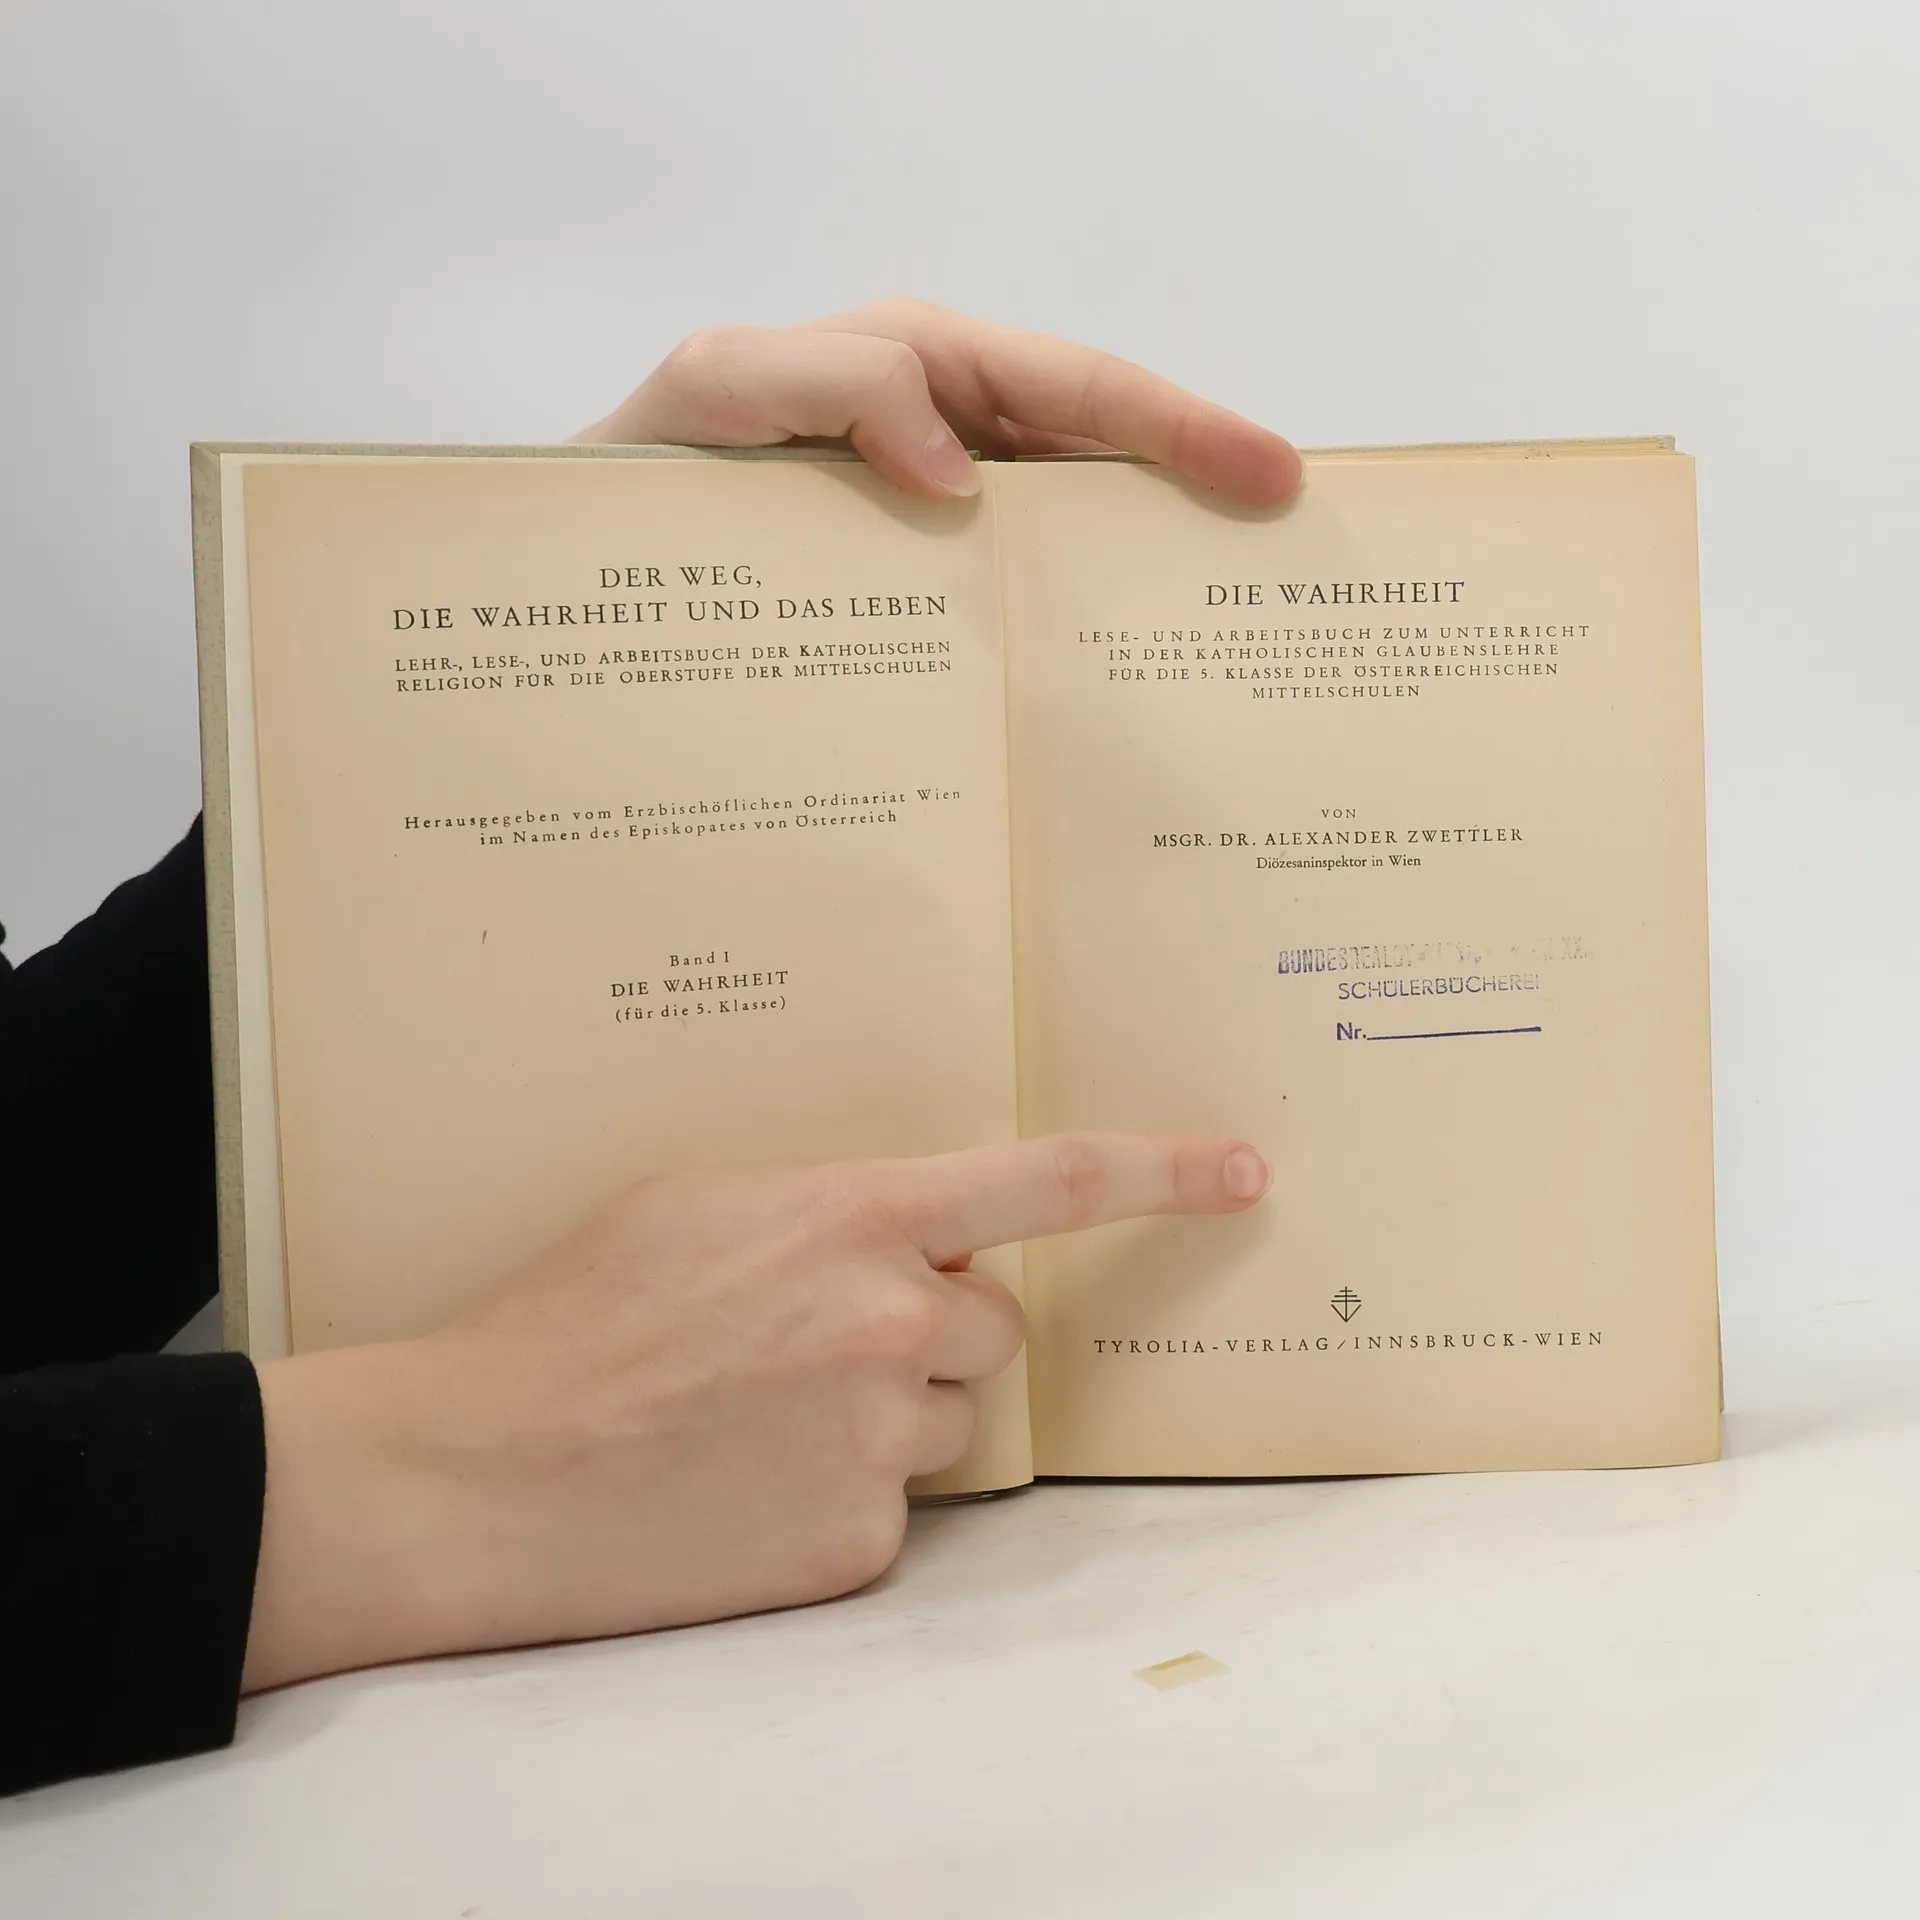 DER WEG,
DIE WAHRHEIT UND DAS LEBEN
LEHR-, LESE-, UND ARBEITSBUCH DER KATHOLISCHEN
RELIGION FÜR DIE OBERSTUFE DER MITTELSCHULEN
Herausgegeben vom Erzbischöflichen Ordinariat Wien
im Namen des Episkopates von Österreich
Band I
DIE WAHRHEIT
(für die 5. Klasse)
DIE WAHRHEIT
LESE- UND ARBEITSBUCH ZUM UNTERRICHT
IN DER KATHOLISCHEN GLAUBENSLEHRE
FÜR DIE 5. KLASSE DER ÖSTERREICHISCHEN
MITTELSCHULEN
VON
MSGR. DR. ALEXANDER ZWETTLER
Diözesaninspektor in Wien
SCHÜLERBÜCHEREI
Nr.
TYROLIA-VERLAG/INNSBRUCK-WIEN